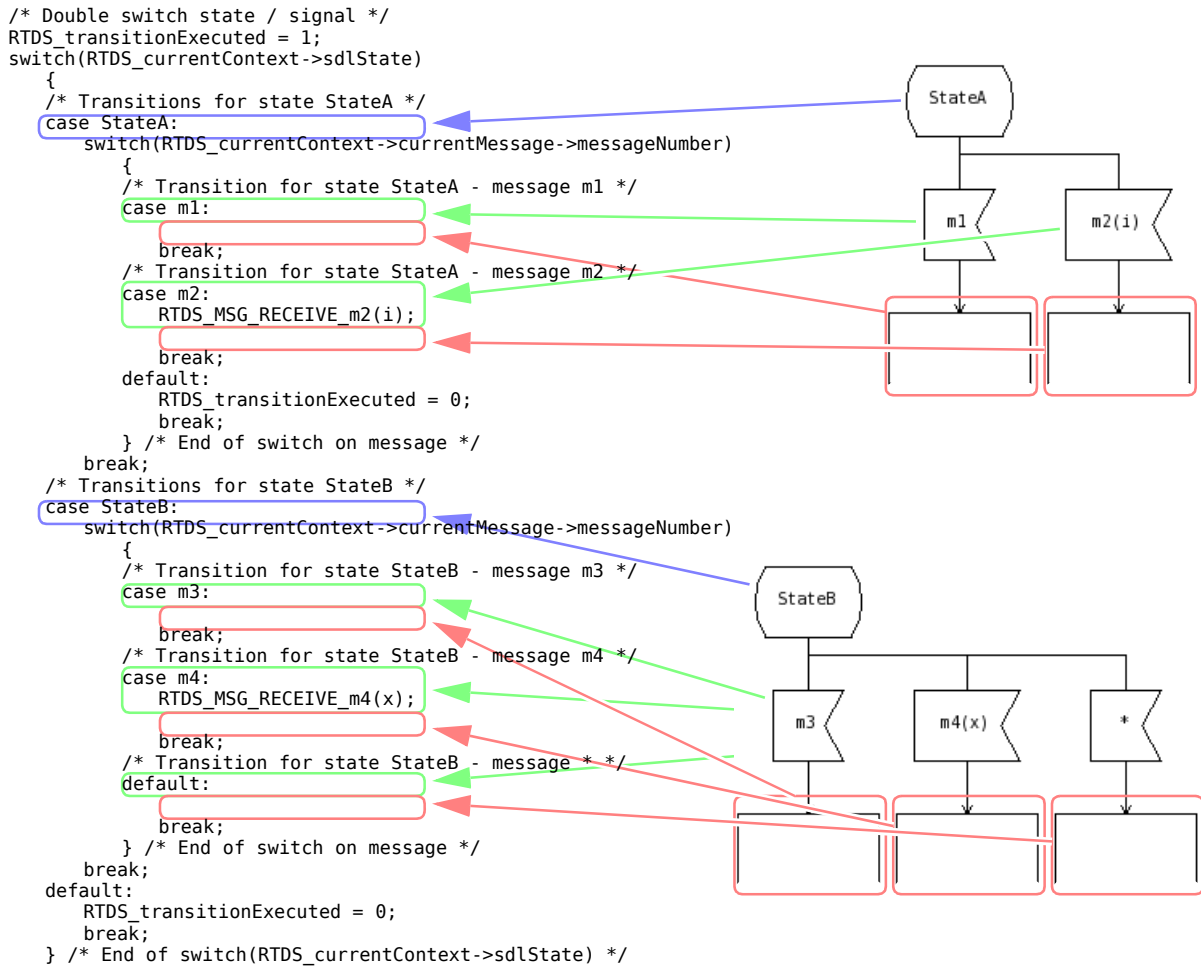 /* Double switch state / signal */
RTDS_transitionExecuted = 1;
switch(RTDS_currentContext->sdlState)
{
/* Transitions for state StateA */
case StateA:
switch(RTDS_currentContext->currentMessage->messageNumber)
{
/* Transition for state StateA - message m1 */
case m1:
break;
/* Transition for state StateA - message m2 */
case m2:
RTDS_MSG_RECEIVE_m2(i);
break;
default:
RTDS_transitionExecuted = 0;
break;
} /* End of switch on message */
break;
/* Transitions for state StateB */
case StateB:
switch(RTDS_currentContext->currentMessage->messageNumber)
{
/* Transition for state StateB - message m3 */
case m3:
break;
/* Transition for state StateB - message m4 */
case m4:
RTDS_MSG_RECEIVE_m4(x);
break;
/* Transition for state StateB - message * */
default:
break;
} /* End of switch on message */
break;
default:
RTDS_transitionExecuted = 0;
break;
} /* End of switch(RTDS_currentContext->sdlState) */
StateA
m1
m2(i)
StateB
m3
m4(x)
*